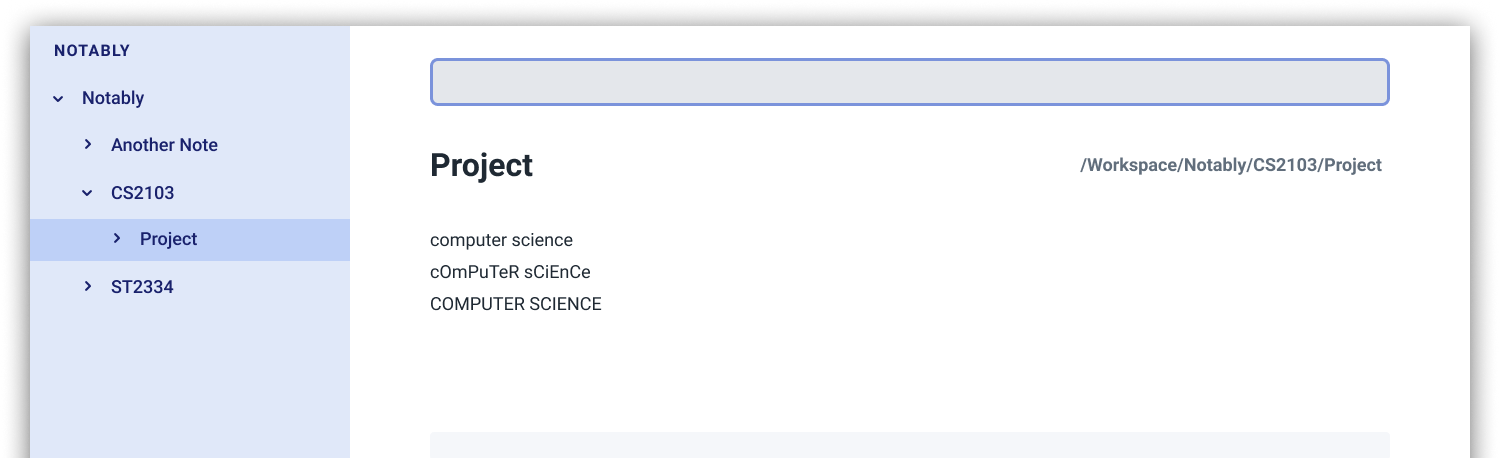 NOTABLY
Notably
Another Note
CS2103
Project
ST2334
Project
/Workspace/Notably/CS2103/Project
computer science
cOmPuTeR sCiEnCe
COMPUTER SCIENCE